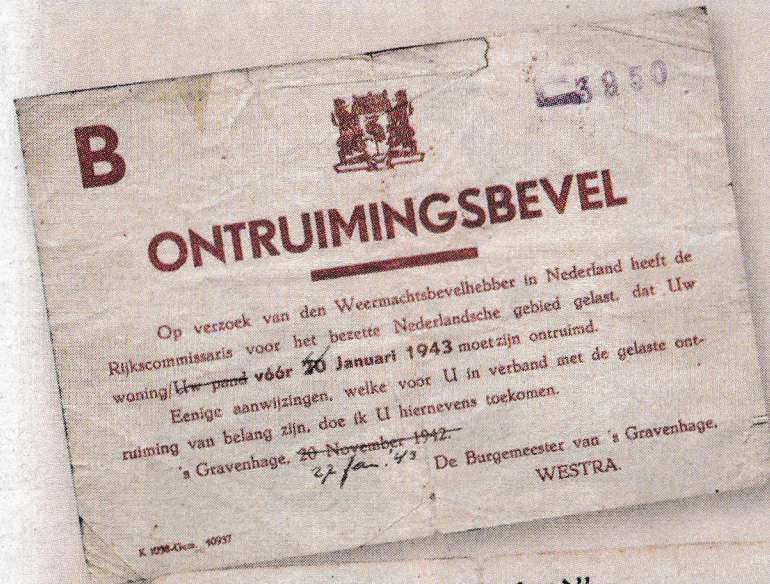 B
3850
ONTRUIMINGSBEVEL
Op verzoek van den Weermachtsbevelhebber in Nederland heeft de
Rijkscommissaris voor het bezette Nederlandsche gebied gelast, dat Uw
woning/Uw pand vóór 20 Januari 1943 moet zijn ontruimd.
Eenige aanwijzingen, welke voor U in verband met de gelaste ont-
ruiming van belang zijn, doe ik U hiernevens toekomen.
's Gravenhage, 20 November 1942.
27 Jan. '43
De Burgemeester van 's Gravenhage,
WESTRA.